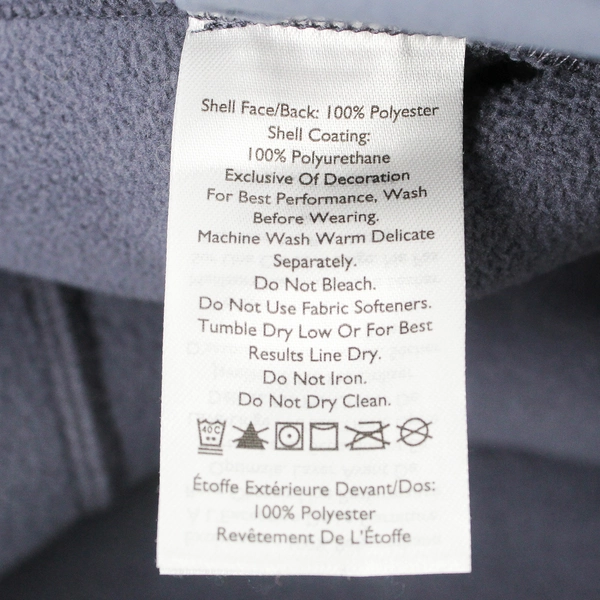 Shell Face/Back: 100% Polyester
Shell Coating:
100% Polyurethane
Exclusive Of Decoration
For Best Performance, Wash
Before Wearing.
Machine Wash Warm Delicate
Separately.
Do Not Bleach.
Do Not Use Fabric Softeners.
Tumble Dry Low Or For Best
Results Line Dry.
Do Not Iron.
Do Not Dry Clean.
40C
Étoffe Extérieure Devant/Dos:
100% Polyester
Revêtement De L'Étoffe